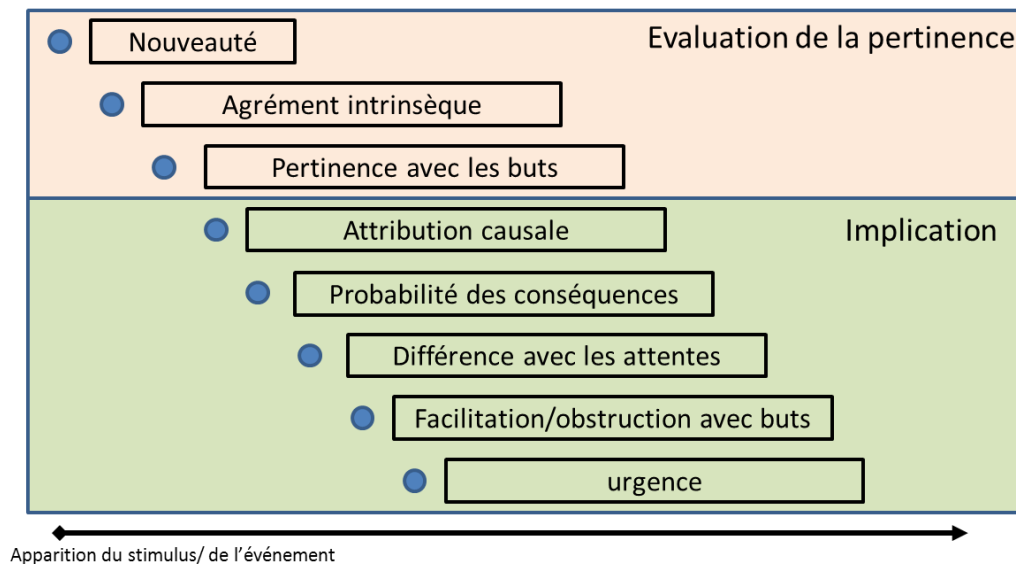 Nouveauté
Evaluation de la pertinence
Agrément intrinsèque
Pertinence avec les buts
Attribution causale
Implication
Probabilité des conséquences
Différence avec les attentes
Facilitation/obstruction avec buts
urgence
Apparition du stimulus/ de l’événement